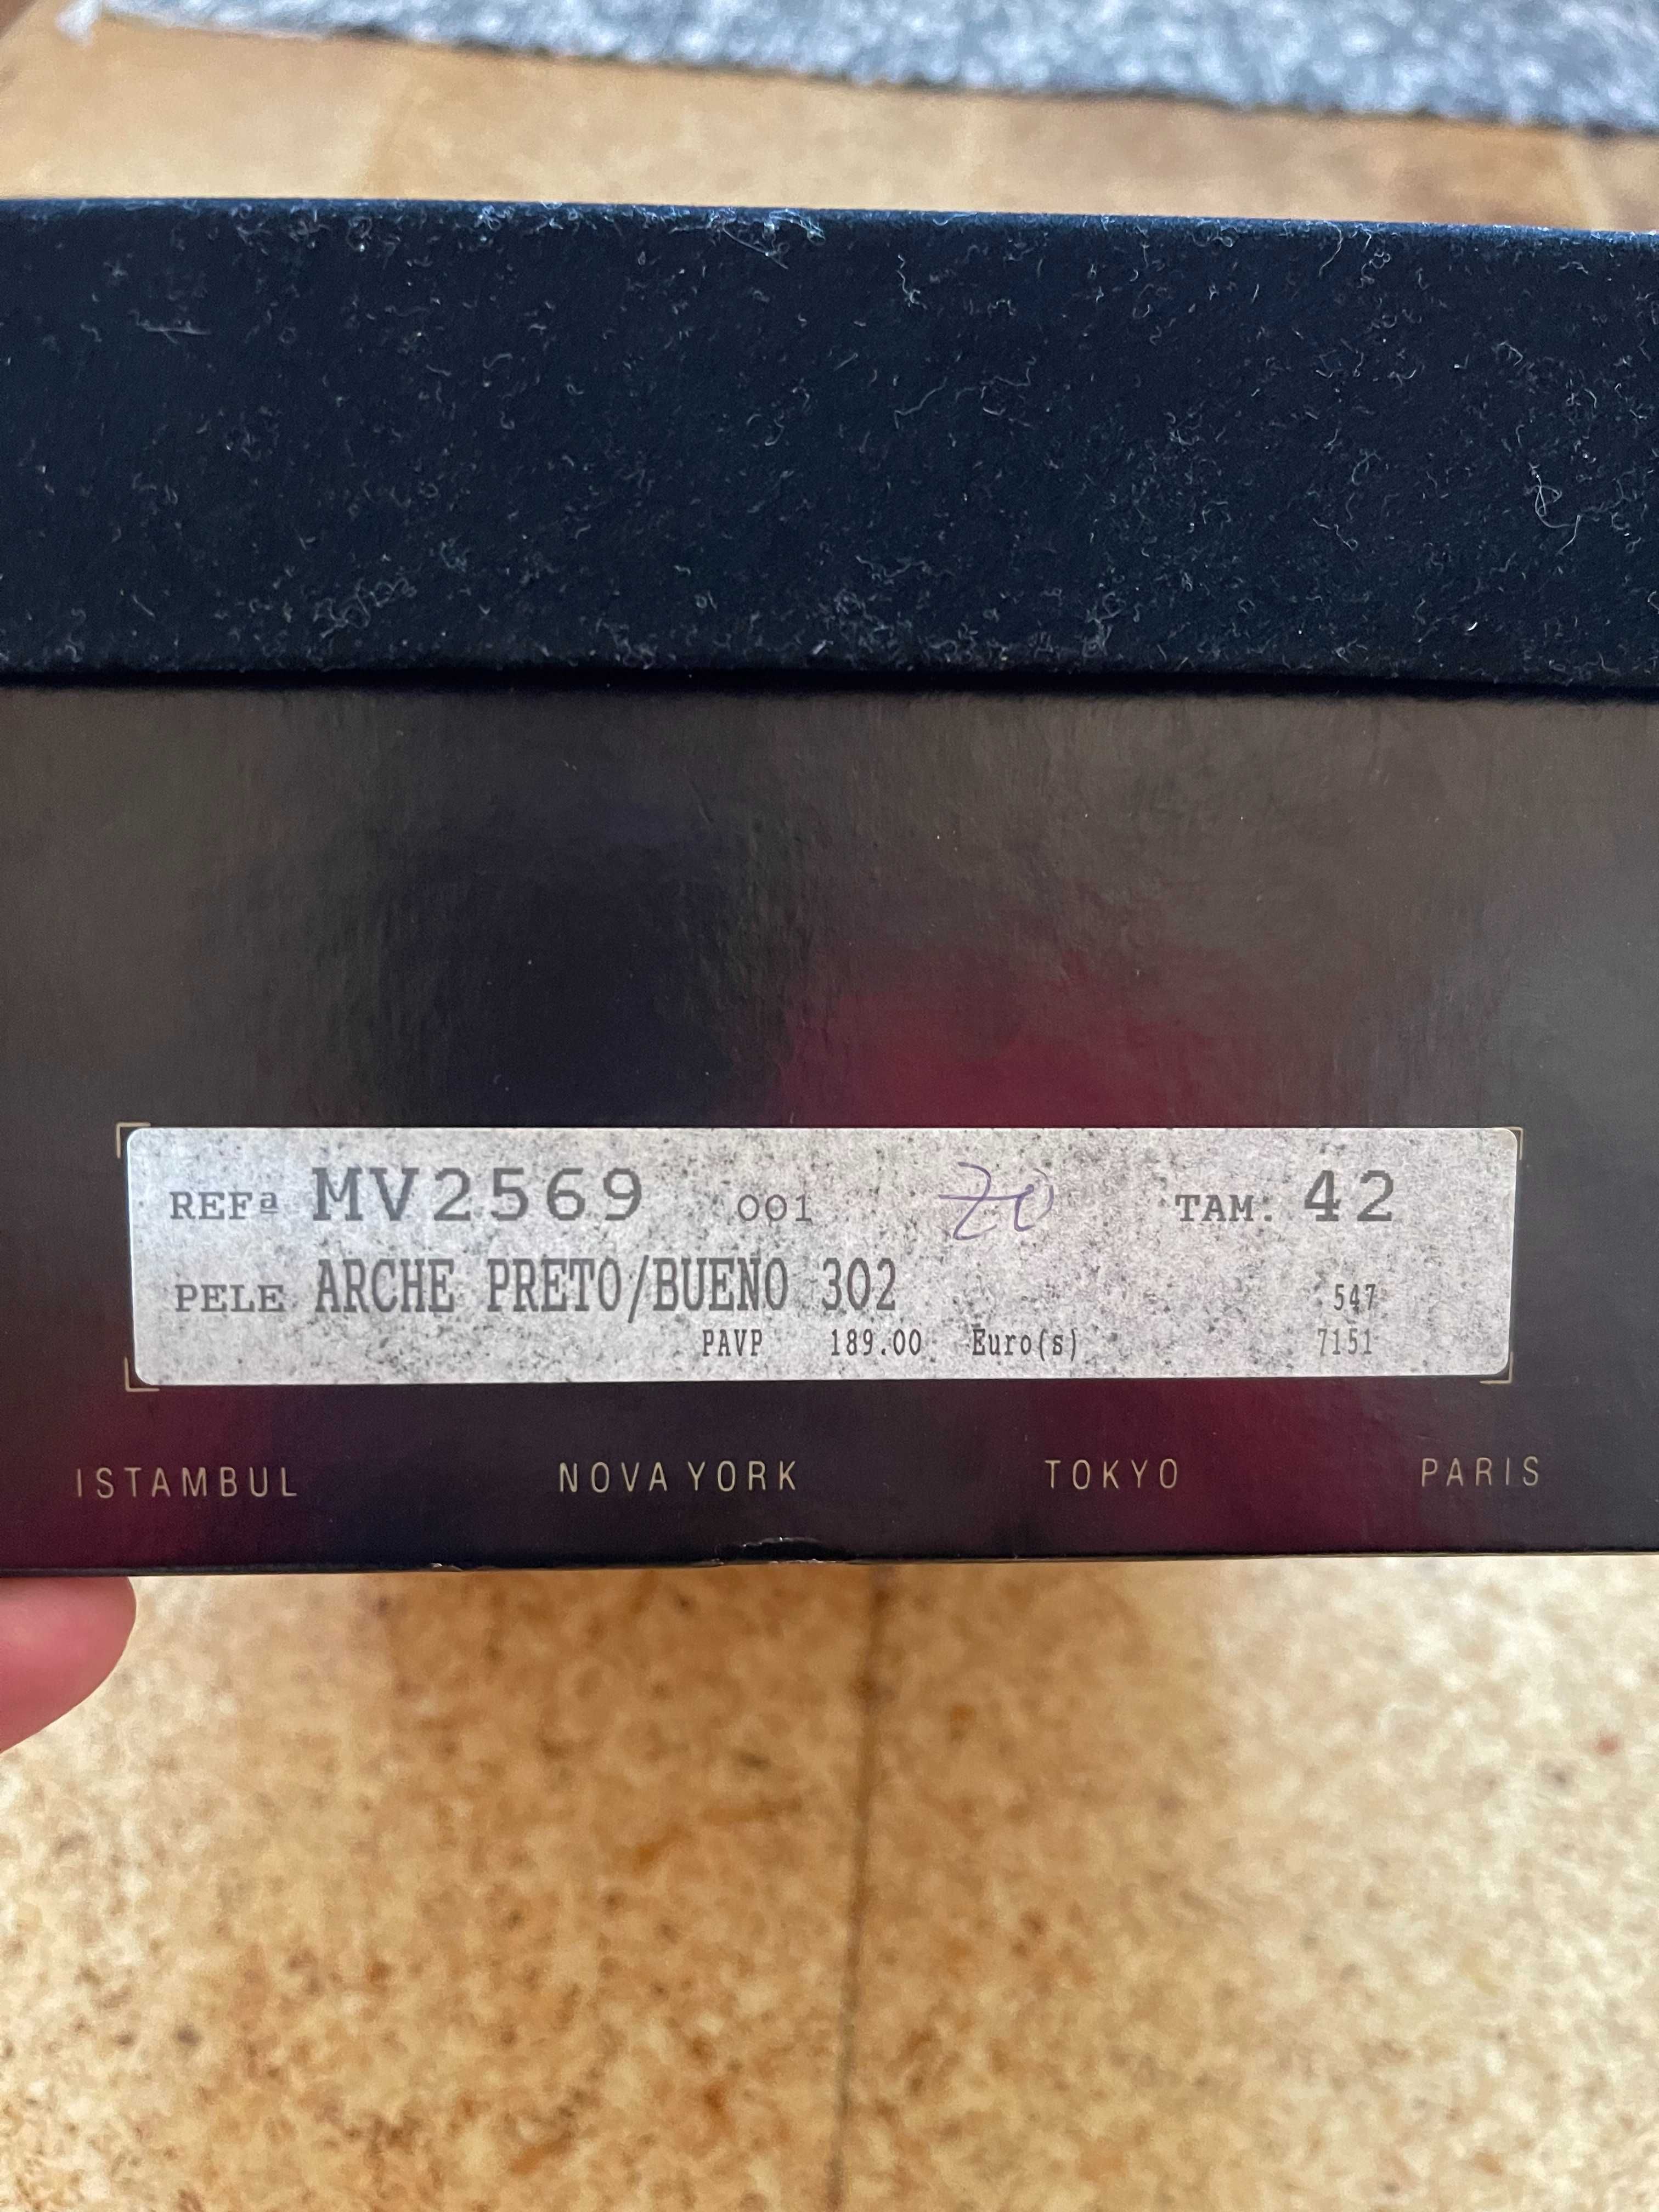 REFª MV2569 001 20 TAM: 42
PELE ARCHE PRETO/BUENO 302 547
PAVP 189.00 Euro(s) 7151
ISTAMBUL NOVA YORK TOKYO PARIS